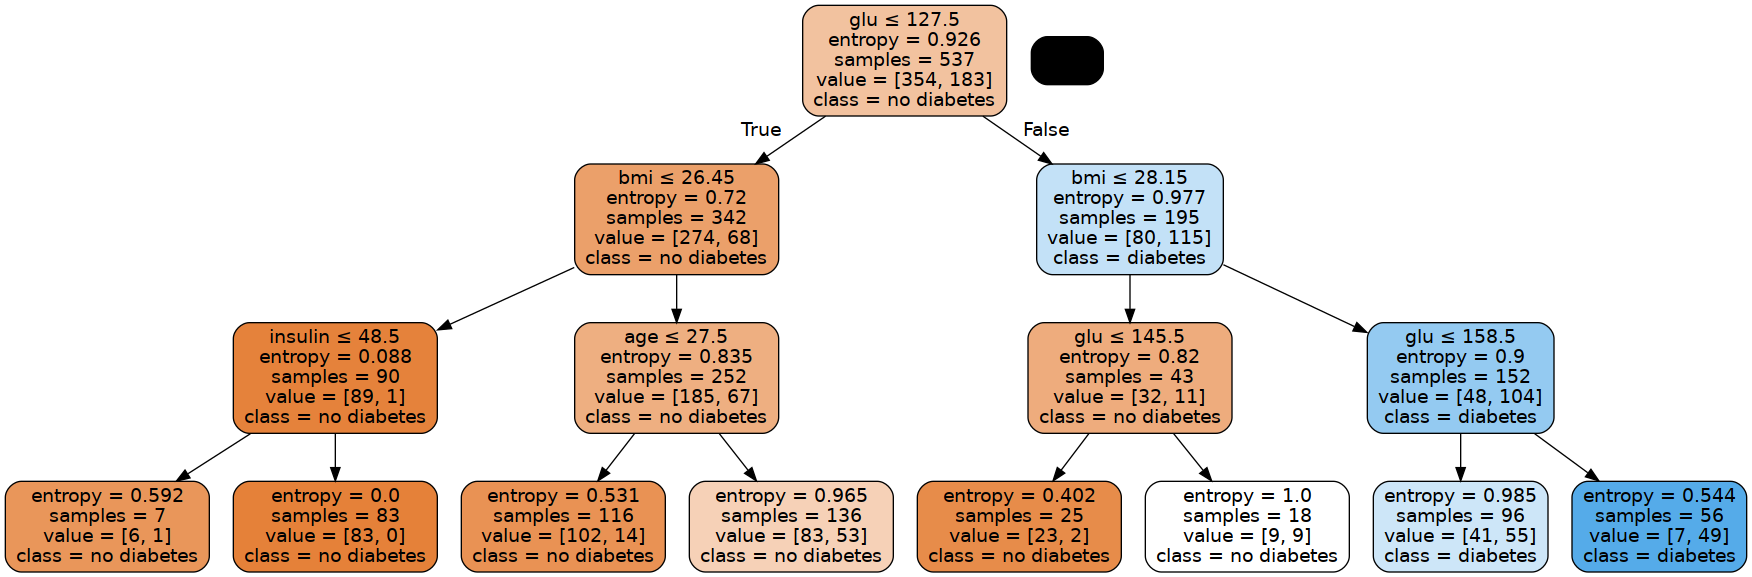 glu ≤ 127.5
entropy = 0.926
samples = 537
value = [354, 183]
class = no diabetes
True
False
bmi ≤ 26.45
entropy = 0.72
samples = 342
value = [274, 68]
class = no diabetes
bmi ≤ 28.15
entropy = 0.977
samples = 195
value = [80, 115]
class = diabetes
insulin ≤ 48.5
entropy = 0.088
samples = 90
value = [89, 1]
class = no diabetes
age ≤ 27.5
entropy = 0.835
samples = 252
value = [185, 67]
class = no diabetes
glu ≤ 145.5
entropy = 0.82
samples = 43
value = [32, 11]
class = no diabetes
glu ≤ 158.5
entropy = 0.9
samples = 152
value = [48, 104]
class = diabetes
entropy = 0.592
samples = 7
value = [6, 1]
class = no diabetes
entropy = 0.0
samples = 83
value = [83, 0]
class = no diabetes
entropy = 0.531
samples = 116
value = [102, 14]
class = no diabetes
entropy = 0.965
samples = 136
value = [83, 53]
class = no diabetes
entropy = 0.402
samples = 25
value = [23, 2]
class = no diabetes
entropy = 1.0
samples = 18
value = [9, 9]
class = no diabetes
entropy = 0.985
samples = 96
value = [41, 55]
class = diabetes
entropy = 0.544
samples = 56
value = [7, 49]
class = diabetes